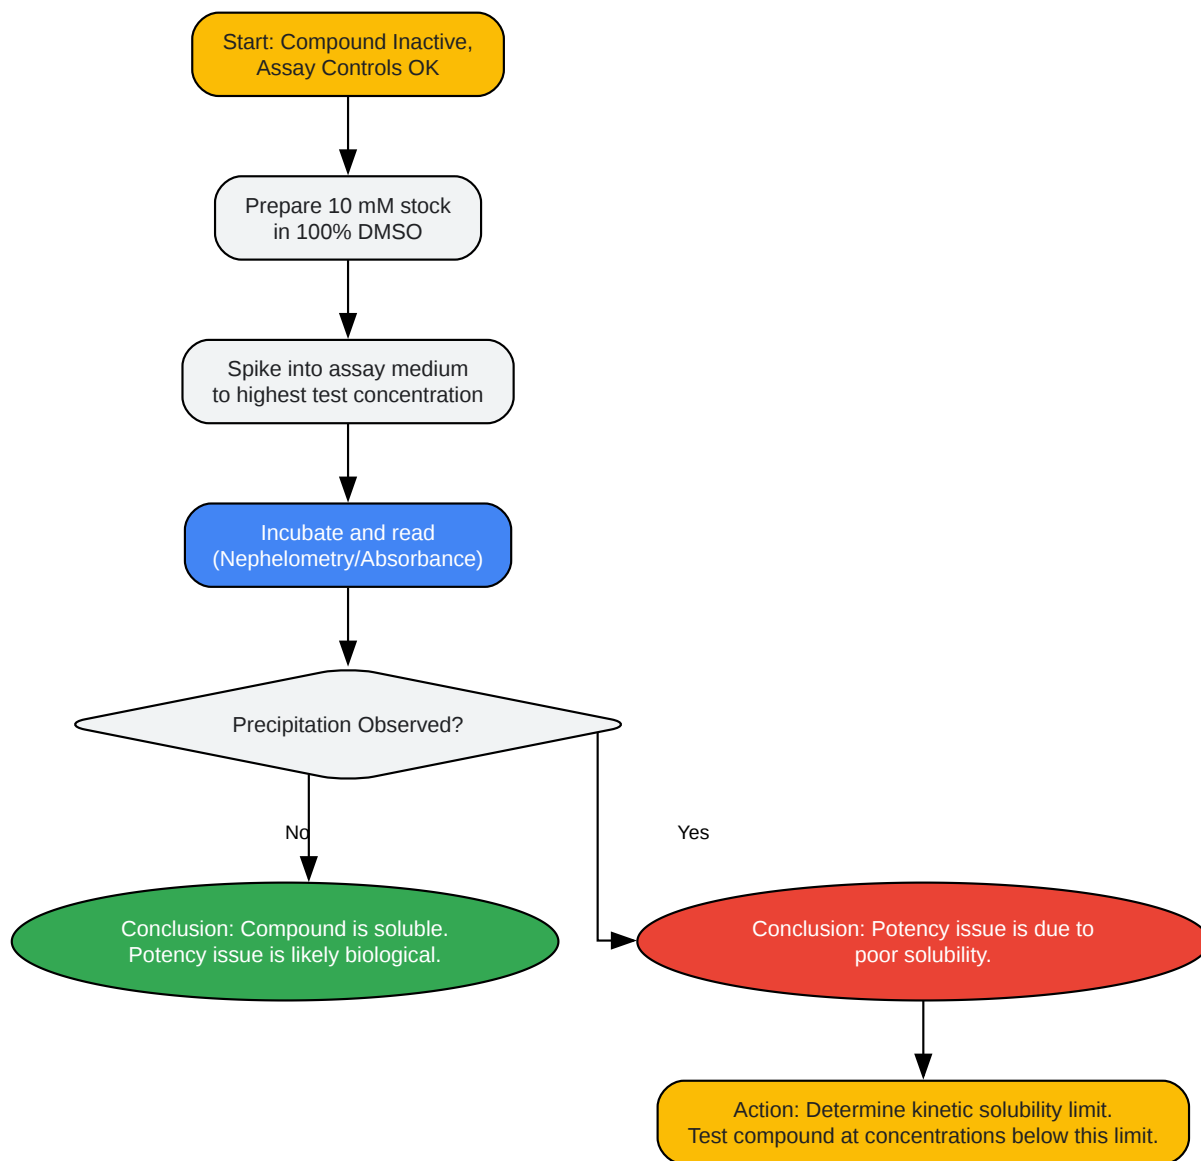 Start: Compound Inactive,
Assay Controls OK
Prepare 10 mM stock
in 100% DMSO
Spike into assay medium
to highest test concentration
Incubate and read
(Nephelometry/Absorbance)
Precipitation Observed?
No
Yes
Conclusion: Compound is soluble.
Potency issue is likely biological.
Conclusion: Potency issue is due to
poor solubility.
Action: Determine kinetic solubility limit.
Test compound at concentrations below this limit.